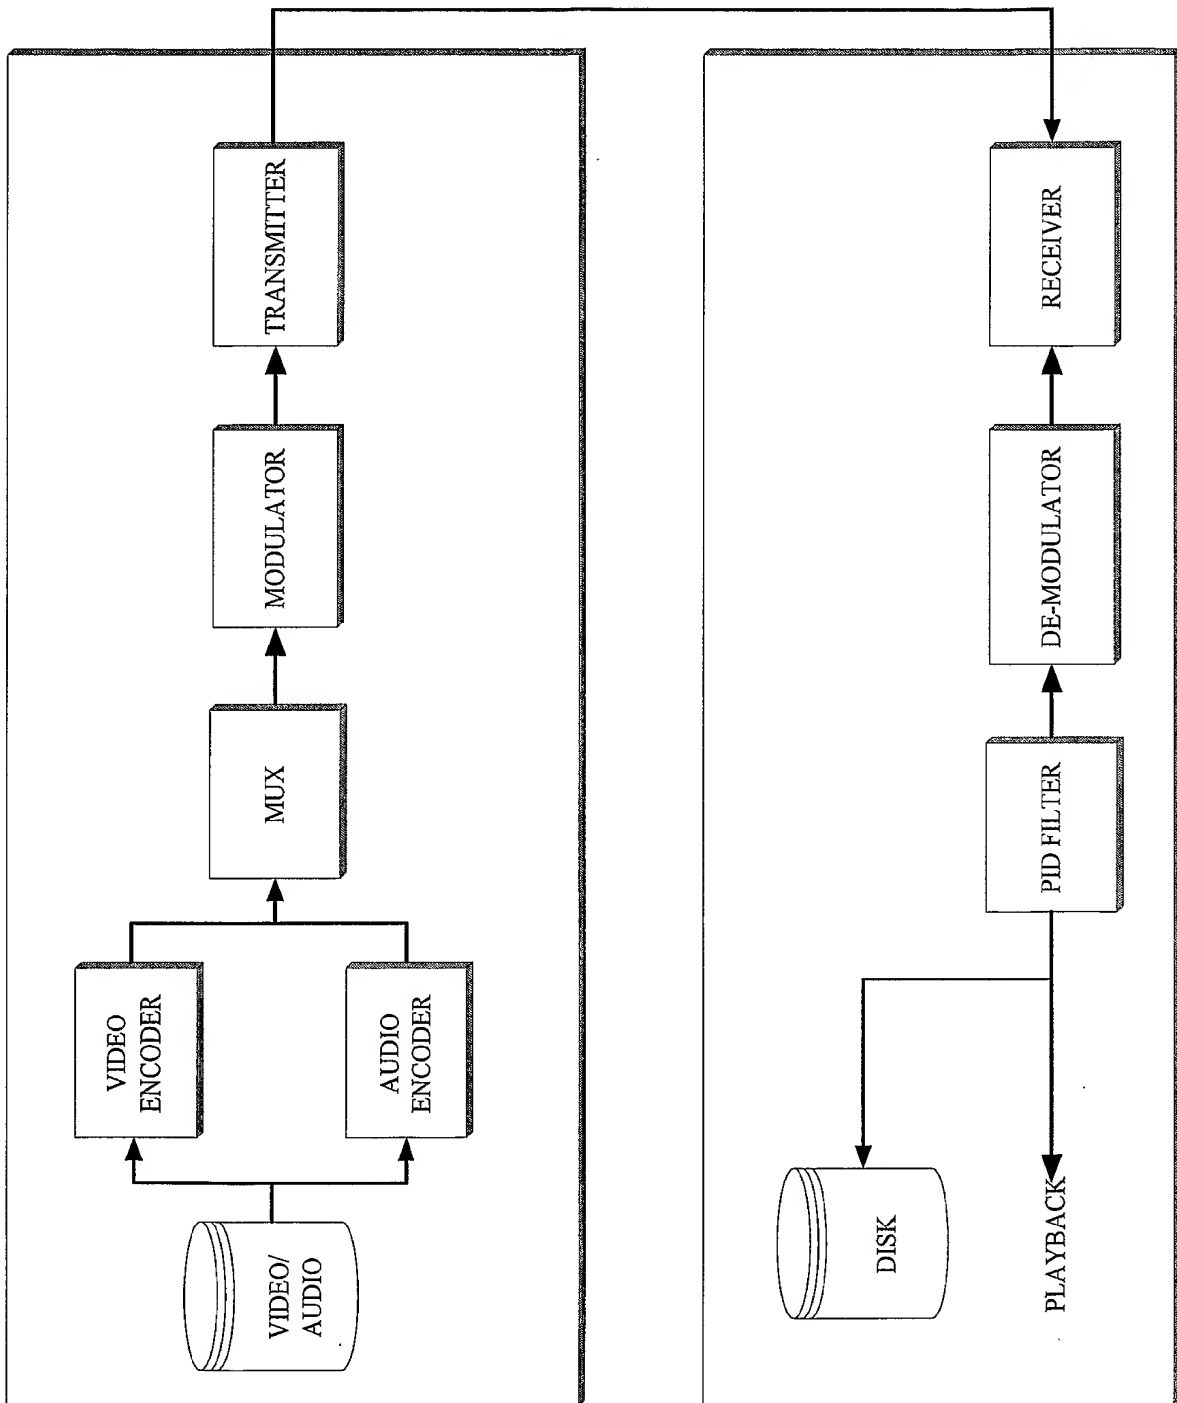 VIDEO/
AUDIO
VIDEO
ENCODER
AUDIO
ENCODER
MUX
MODULATOR
TRANSMITTER
DISK
PLAYBACK
PID FILTER
DE-MODULATOR
RECEIVER